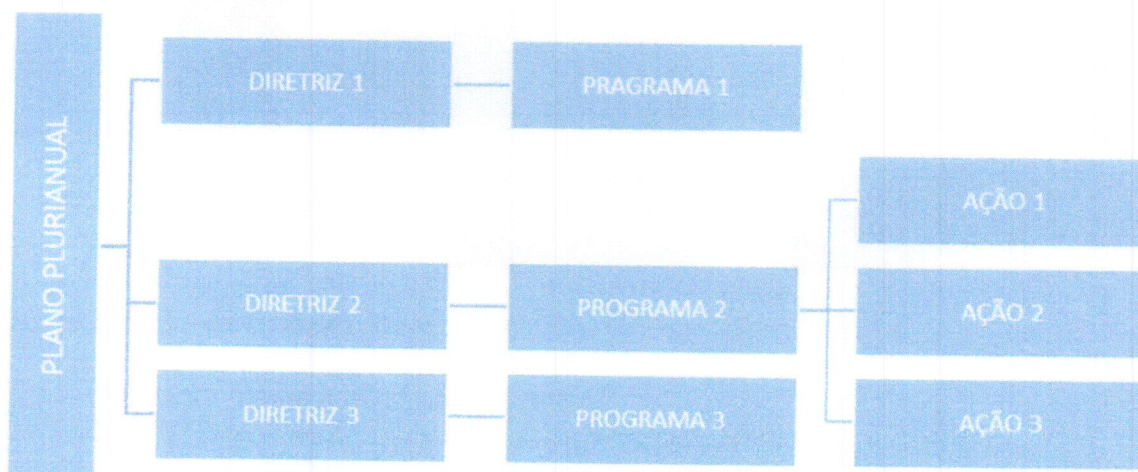 PLANO PLURIANUAL
DIRETRIZ 1
PRAGRAMA 1
DIRETRIZ 2
PROGRAMA 2
AÇÃO 1
AÇÃO 2
AÇÃO 3
DIRETRIZ 3
PROGRAMA 3